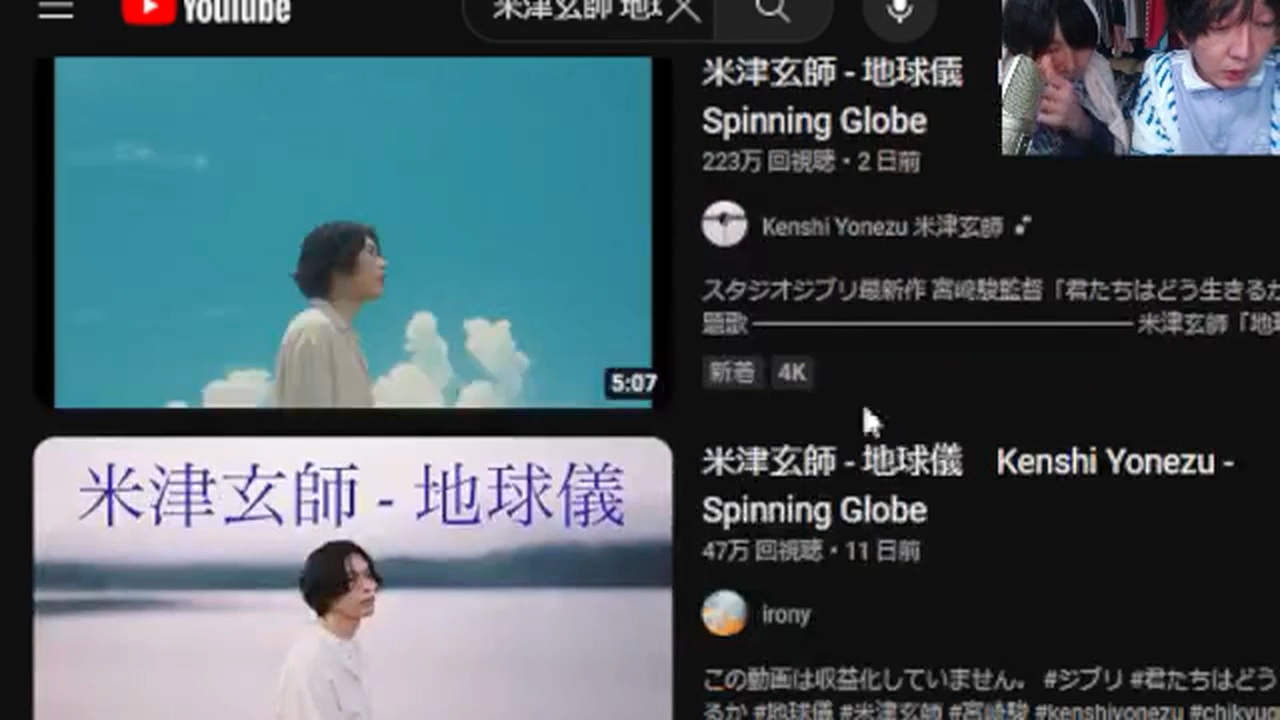 YouTube
米津玄師 地球
米津玄師 - 地球儀
Spinning Globe
223万 回視聴・2 日前
Kenshi Yonezu 米津玄師
スタジオジブリ最新作 宮﨑駿監督「君たちはどう生きるか
題歌 ──────────────── 米津玄師「地球
新着 4K
5:07
米津玄師 - 地球儀
米津玄師 - 地球儀 Kenshi Yonezu -
Spinning Globe
47万 回視聴・11 日前
irony
この動画は収益化していません。 #ジブリ #君たちはどう
るか #地球儀 #米津玄師 #宮崎駿 #kenshiyonezu #chikyug